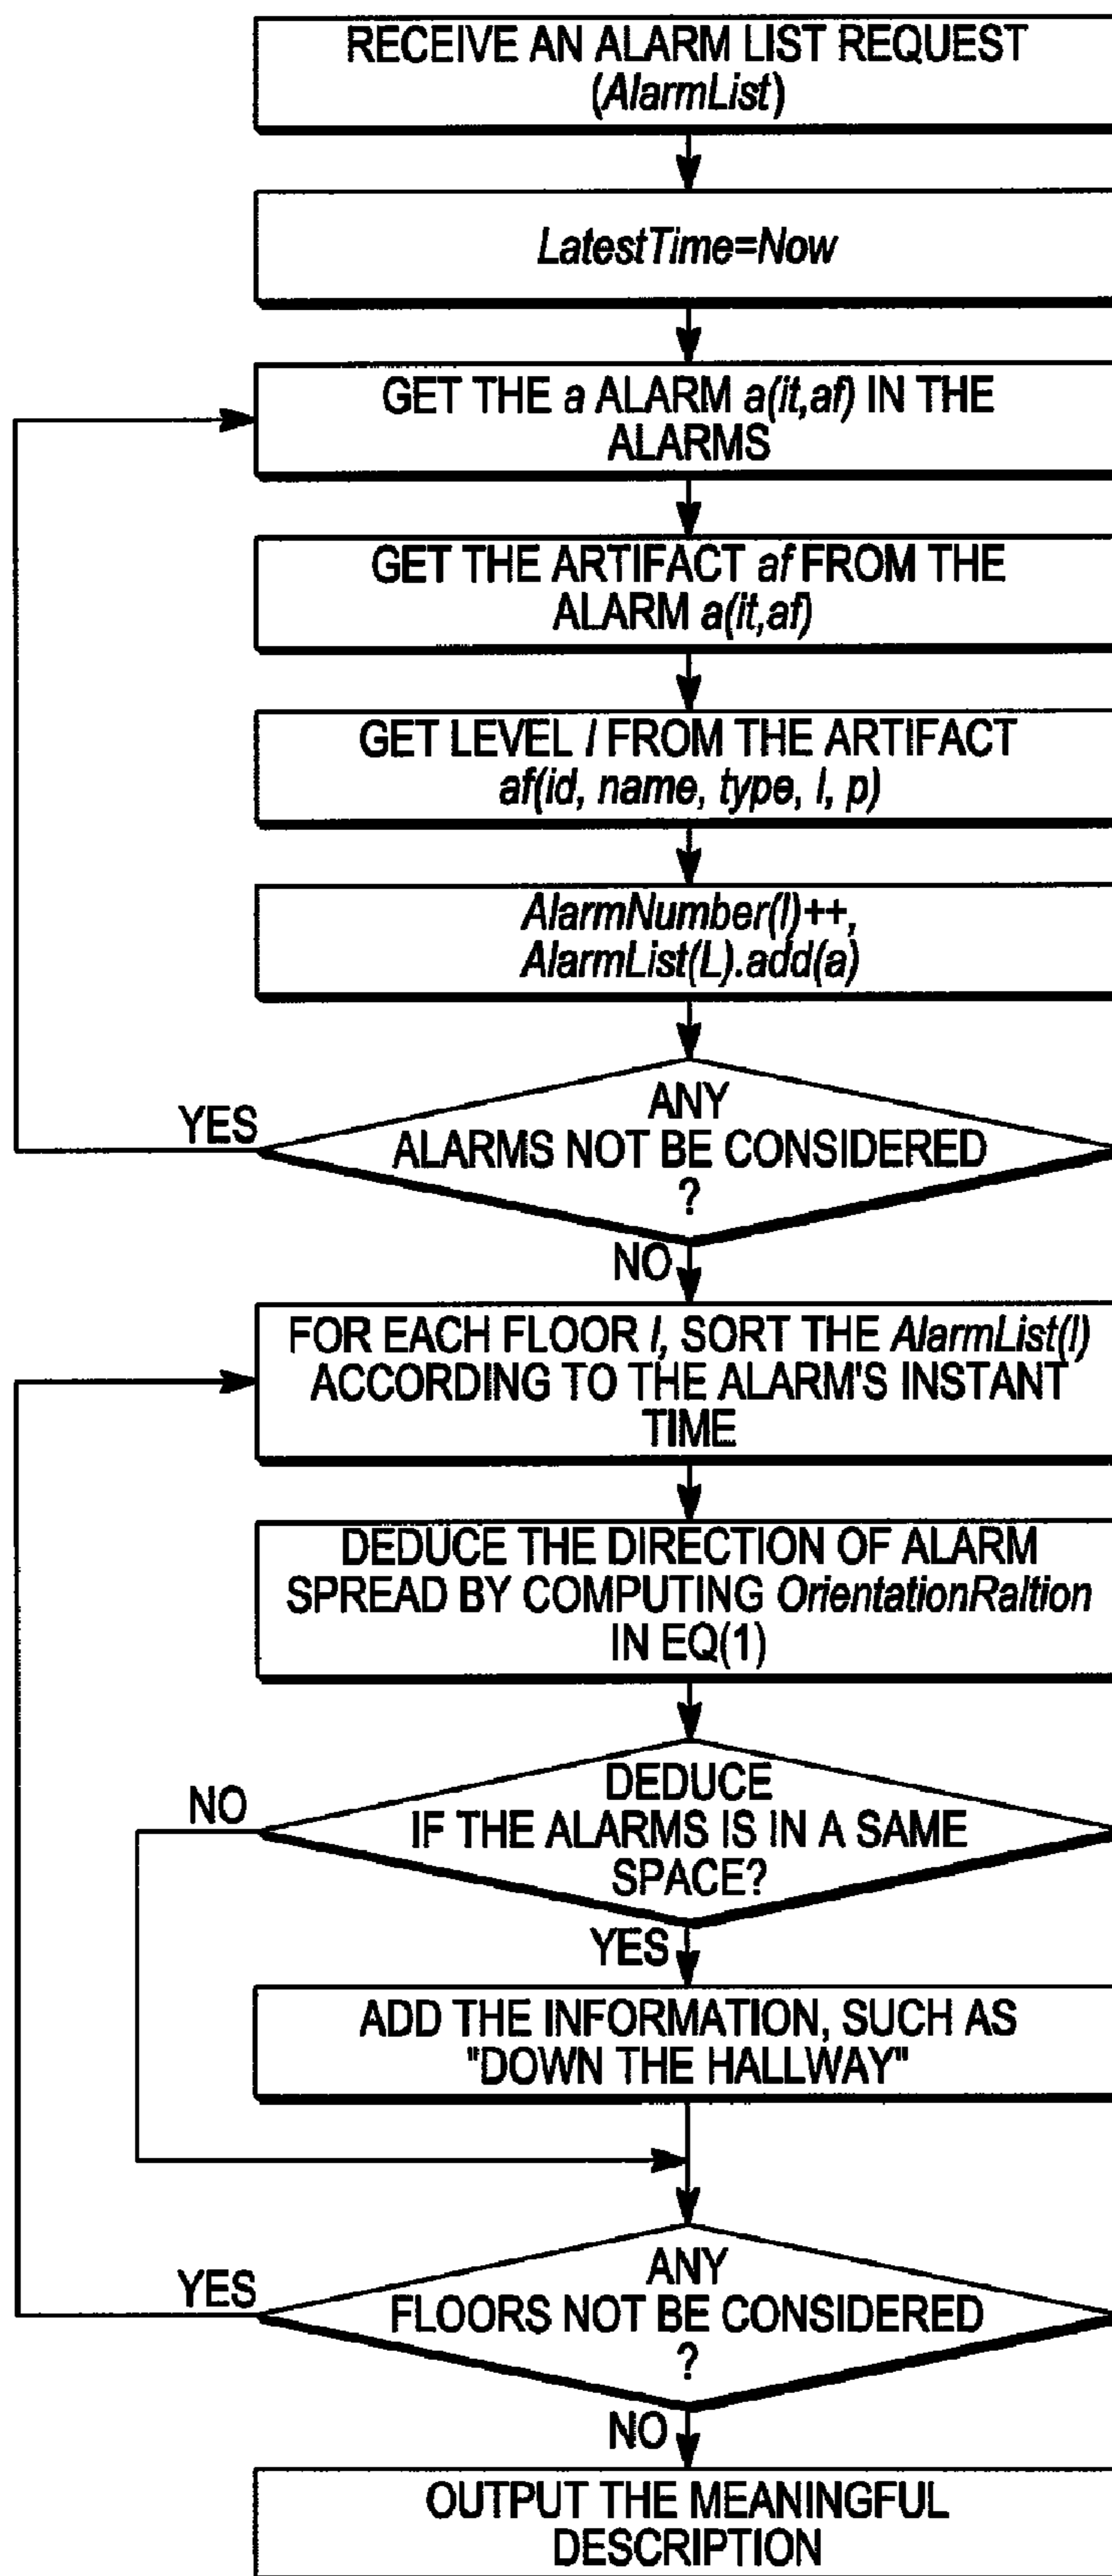 RECEIVE AN ALARM LIST REQUEST
(AlarmList)
LatestTime=Now
GET THE a ALARM a(it,af) IN THE
ALARMS
GET THE ARTIFACT af FROM THE
ALARM a(it,af)
GET LEVEL l FROM THE ARTIFACT
af(id, name, type, l, p)
AlarmNumber(l)++,
AlarmList(L).add(a)
ANY
YES
ALARMS NOT BE CONSIDERED
?
NO
FOR EACH FLOOR l, SORT THE AlarmList(l)
ACCORDING TO THE ALARM'S INSTANT
TIME
DEDUCE THE DIRECTION OF ALARM
SPREAD BY COMPUTING OrientationRaltion
IN EQ(1)
DEDUCE
NO
IF THE ALARMS IS IN A SAME
SPACE?
YES
ADD THE INFORMATION, SUCH AS
"DOWN THE HALLWAY"
ANY
YES
FLOORS NOT BE CONSIDERED
?
NO
OUTPUT THE MEANINGFUL
DESCRIPTION